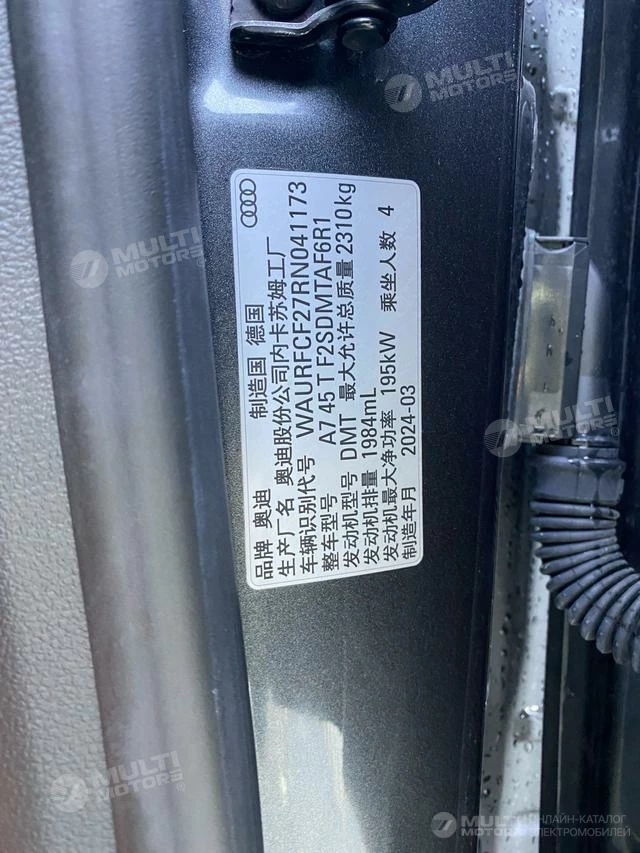 品牌 奥迪 制造国 德国
生产厂名 奥迪股份公司内卡苏姆工厂
车辆识别代号 WAURFCF27RN041173
整车型号 A7 45 T F2SDMTAF6R1
发动机型号 DMT 最大允许总质量 2310kg
发动机排量 1984mL
发动机最大净功率 195kW 乘坐人数 4
制造年月 2024-03
MULTI MOTORS
MULTI MOTORS
MULTI MOTORS
MULTI MOTORS
ОНЛАЙН-КАТАЛОГ
ЭЛЕКТРОМОБИЛЕЙ